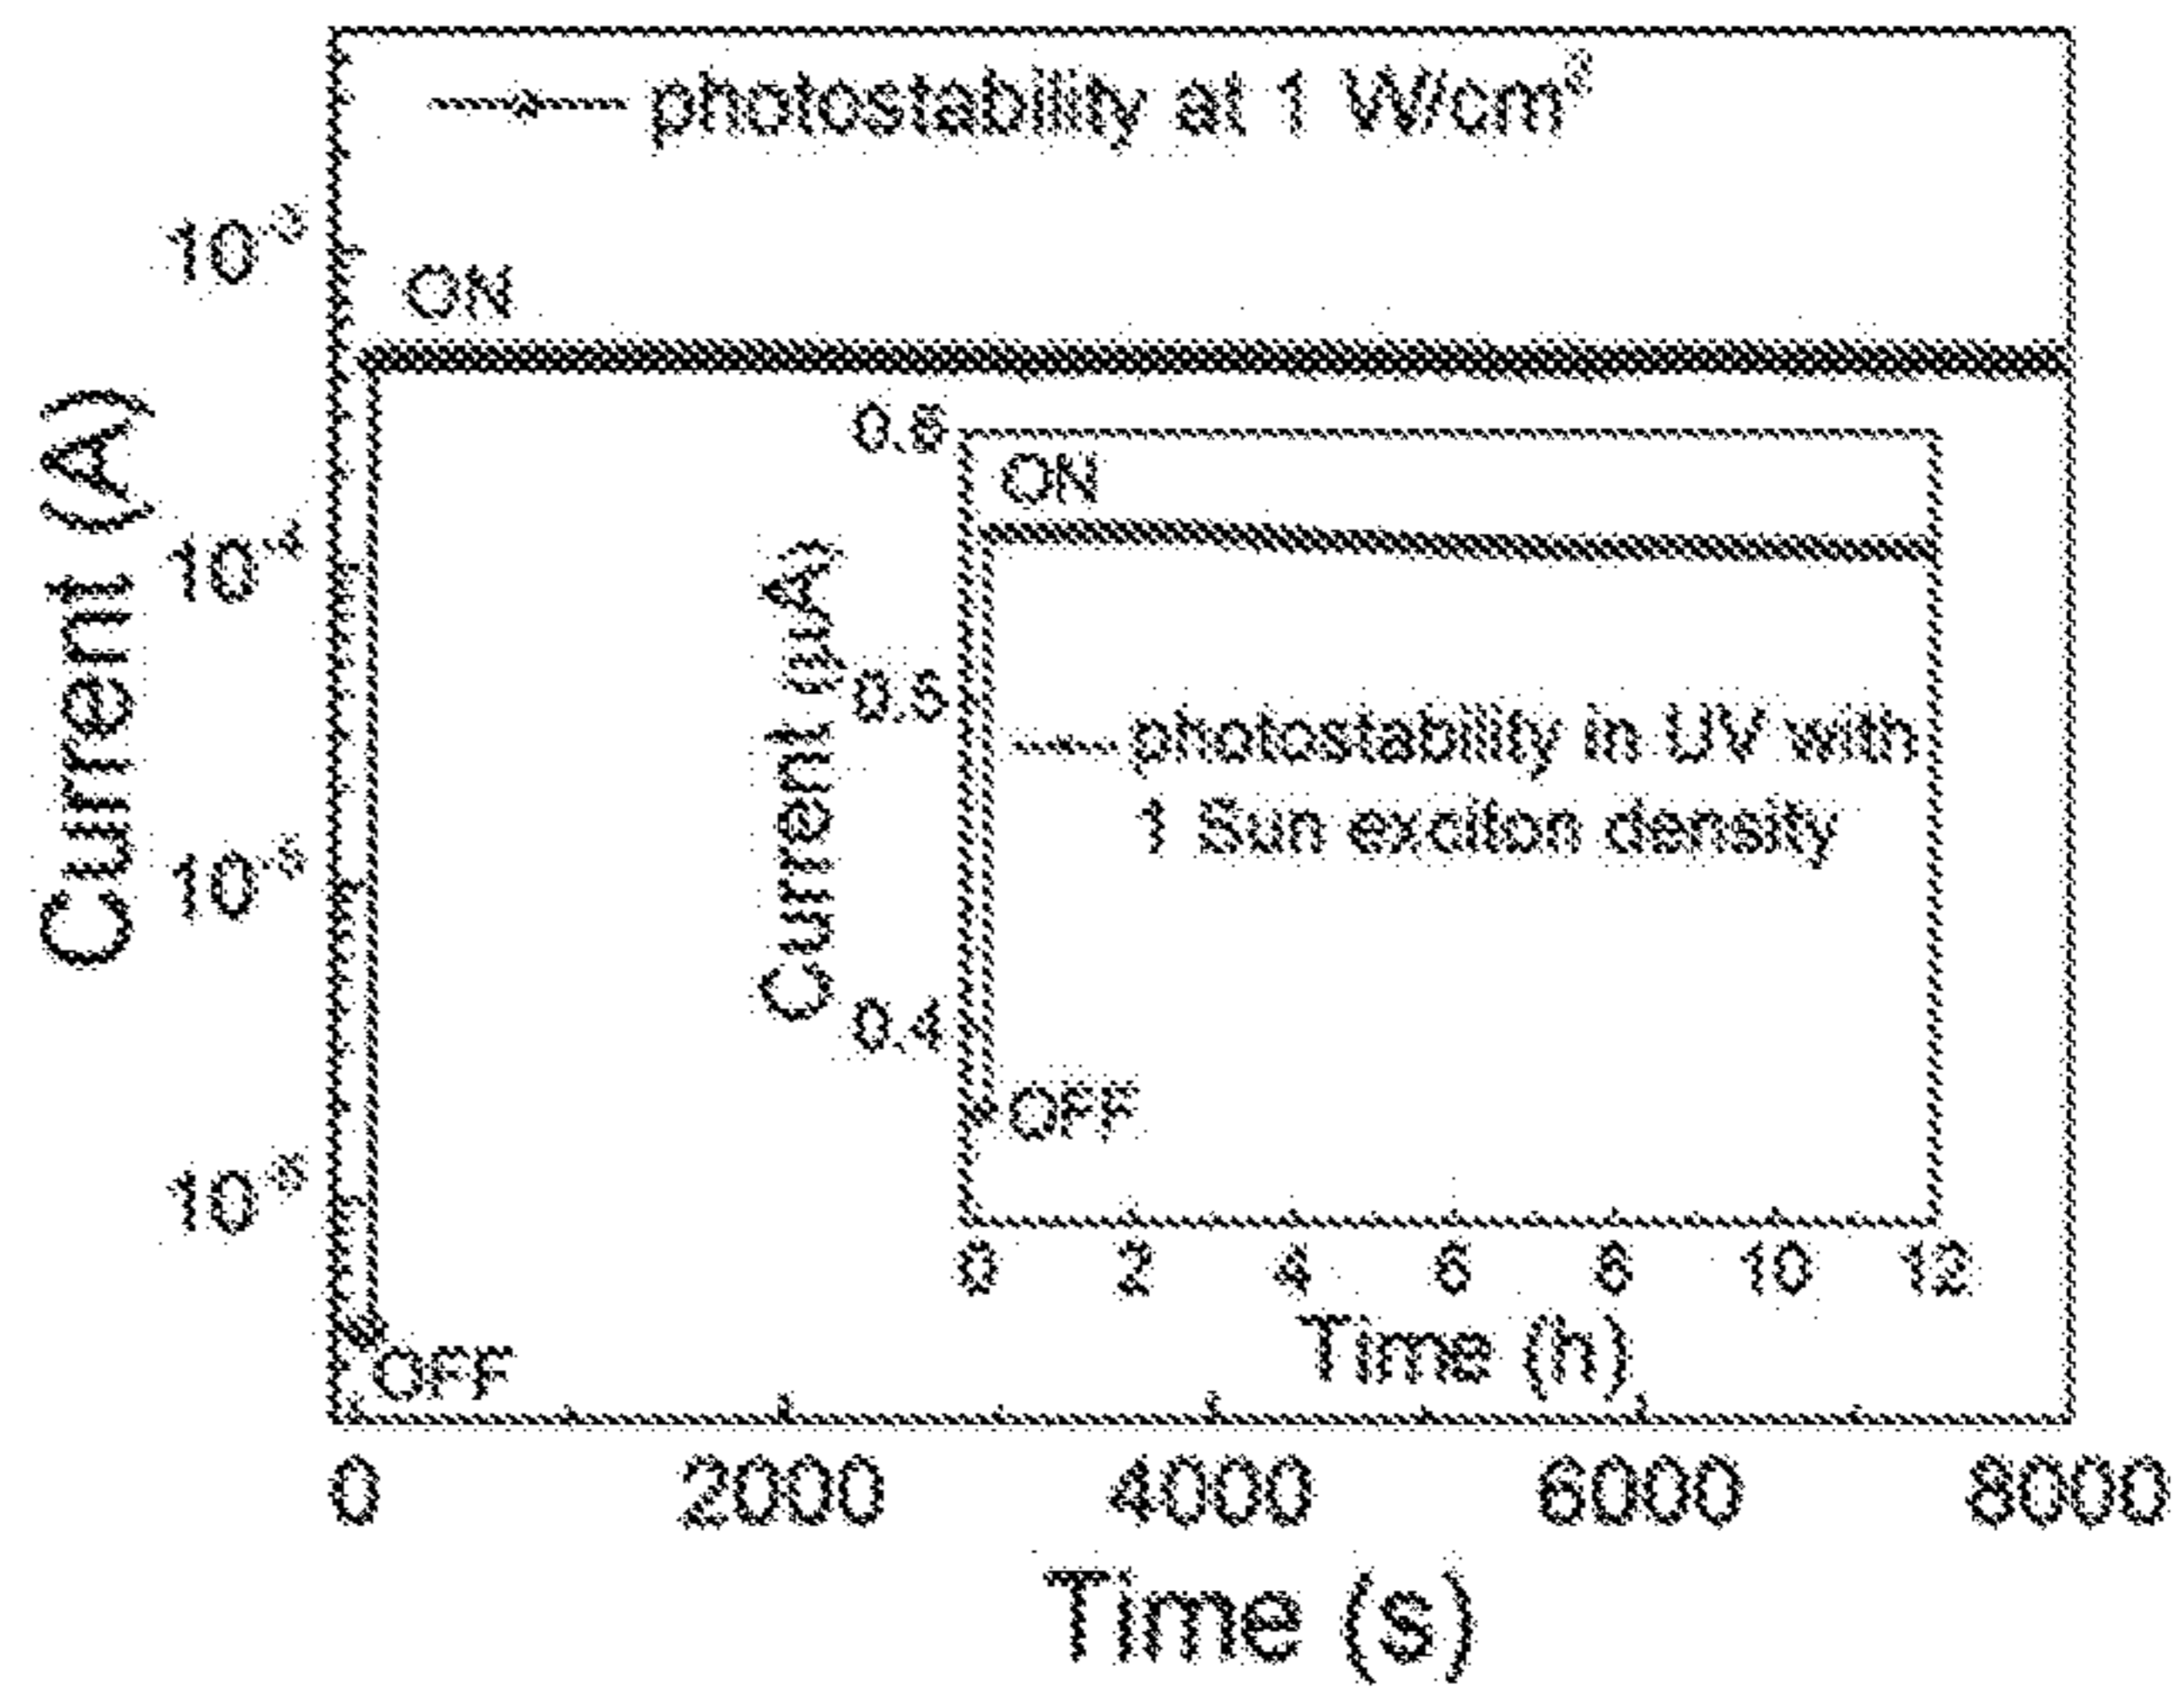 photostability at 1 W/cm²
10⁻³
ON
Current (A)
10⁻⁴
10⁻⁵
OFF
0.6
ON
Current (μA)
0.5
photostability in UV with
1 Sun exciton density
0.4
OFF
0 2 4 6 8 10 12
Time (h)
0 2000 4000 6000 8000
Time (s)